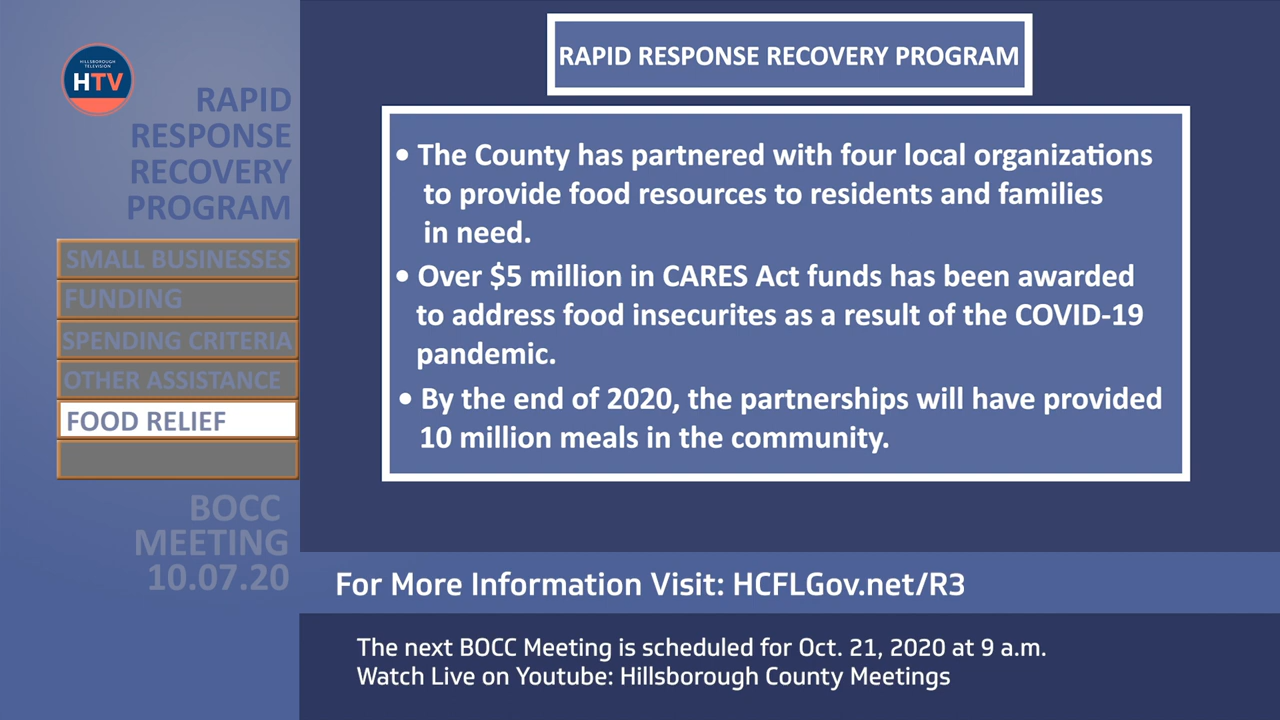 HILLSBOROUGH
TELEVISION
HTV
RAPID
RESPONSE
RECOVERY
PROGRAM
SMALL BUSINESSES
FUNDING
SPENDING CRITERIA
OTHER ASSISTANCE
FOOD RELIEF
BOCC
MEETING
10.07.20
RAPID RESPONSE RECOVERY PROGRAM
• The County has partnered with four local organizations
to provide food resources to residents and families
in need.
• Over $5 million in CARES Act funds has been awarded
to address food insecurites as a result of the COVID-19
pandemic.
• By the end of 2020, the partnerships will have provided
10 million meals in the community.
For More Information Visit: HCFLGov.net/R3
The next BOCC Meeting is scheduled for Oct. 21, 2020 at 9 a.m.
Watch Live on Youtube: Hillsborough County Meetings